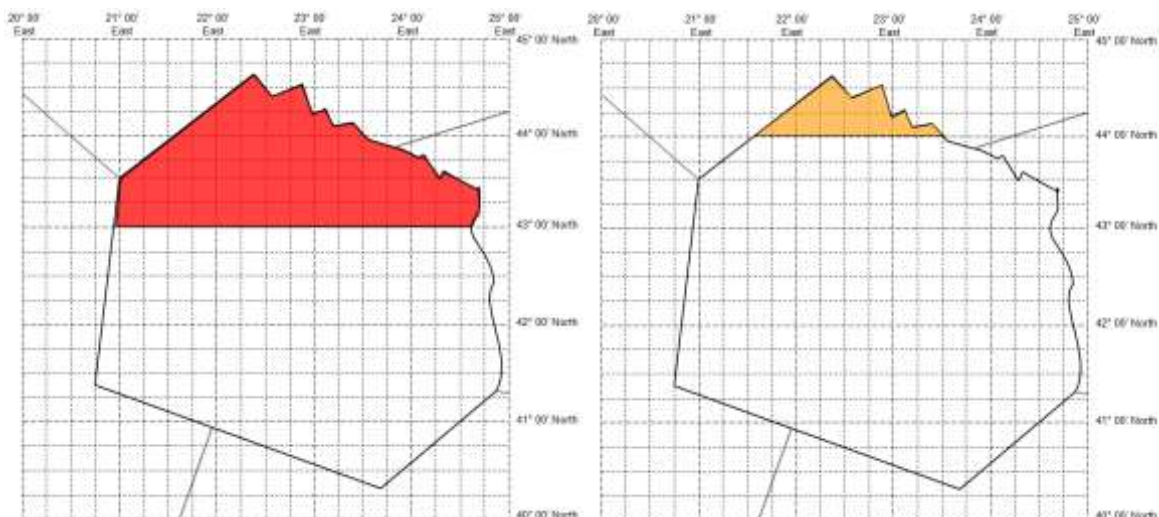 20° 00'
East
21° 00'
East
22° 00'
East
23° 00'
East
24° 00'
East
25° 00'
East
45° 00' North
44° 00' North
43° 00' North
42° 00' North
41° 00' North
40° 00' North
20° 00'
East
21° 00'
East
22° 00'
East
23° 00'
East
24° 00'
East
25° 00'
East
45° 00' North
44° 00' North
43° 00' North
42° 00' North
41° 00' North
40° 00' North